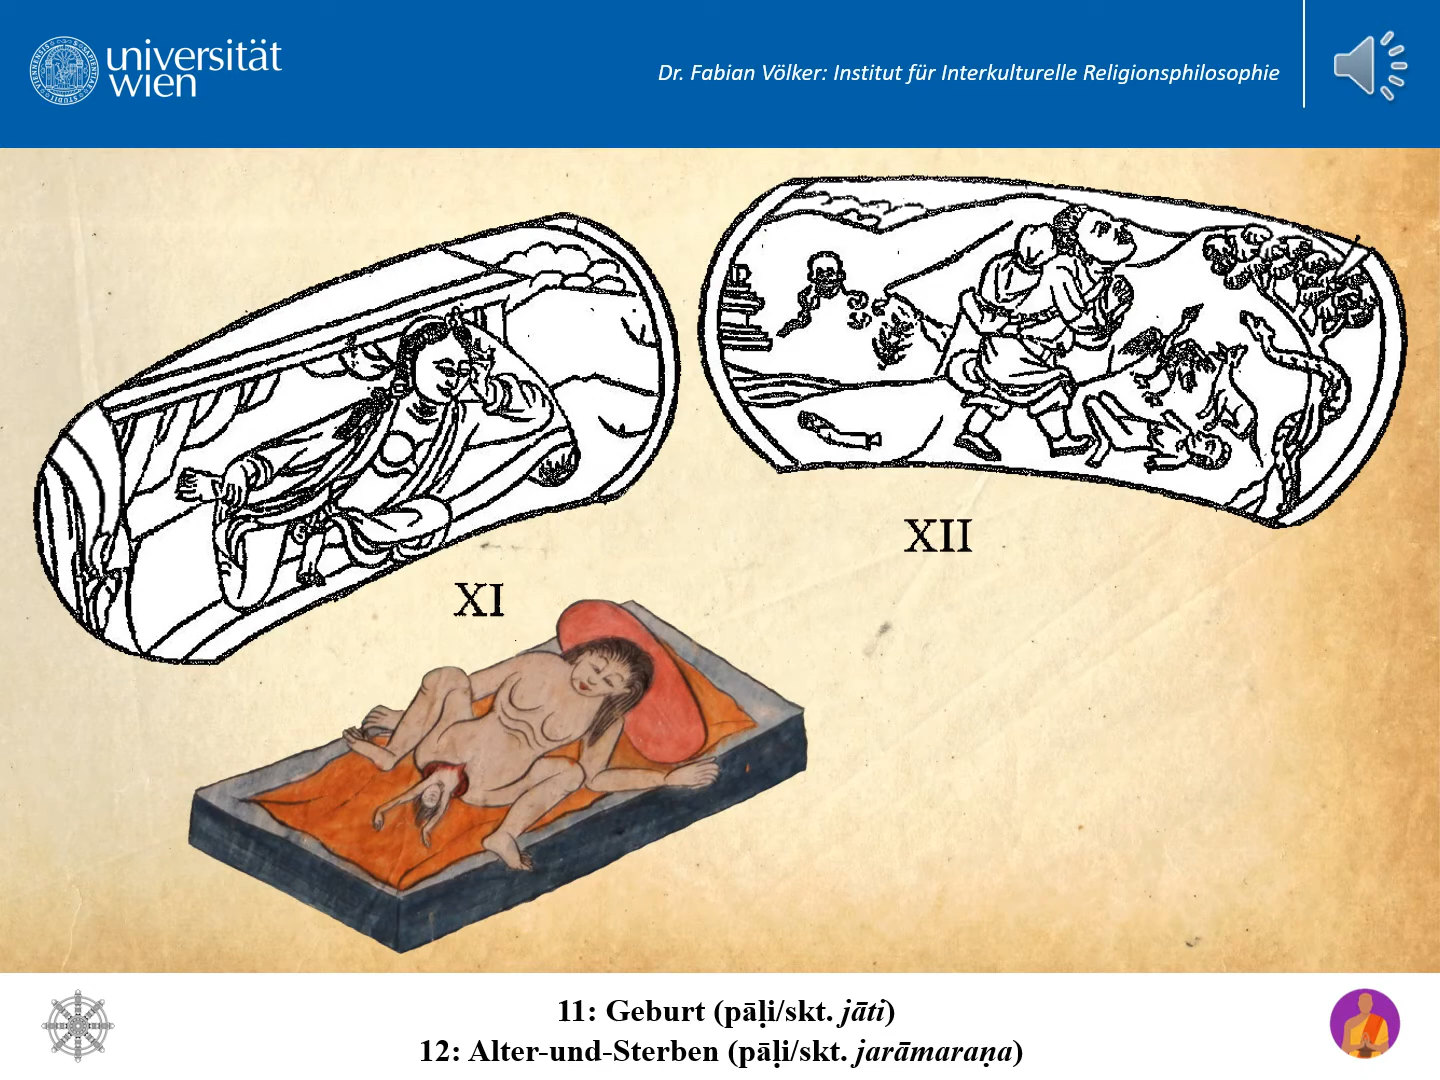 universität
wien
Dr. Fabian Völker: Institut für Interkulturelle Religionsphilosophie
XII
XI
11: Geburt (pāḷi/skt. jāti)
12: Alter-und-Sterben (pāḷi/skt. jarāmaraṇa)